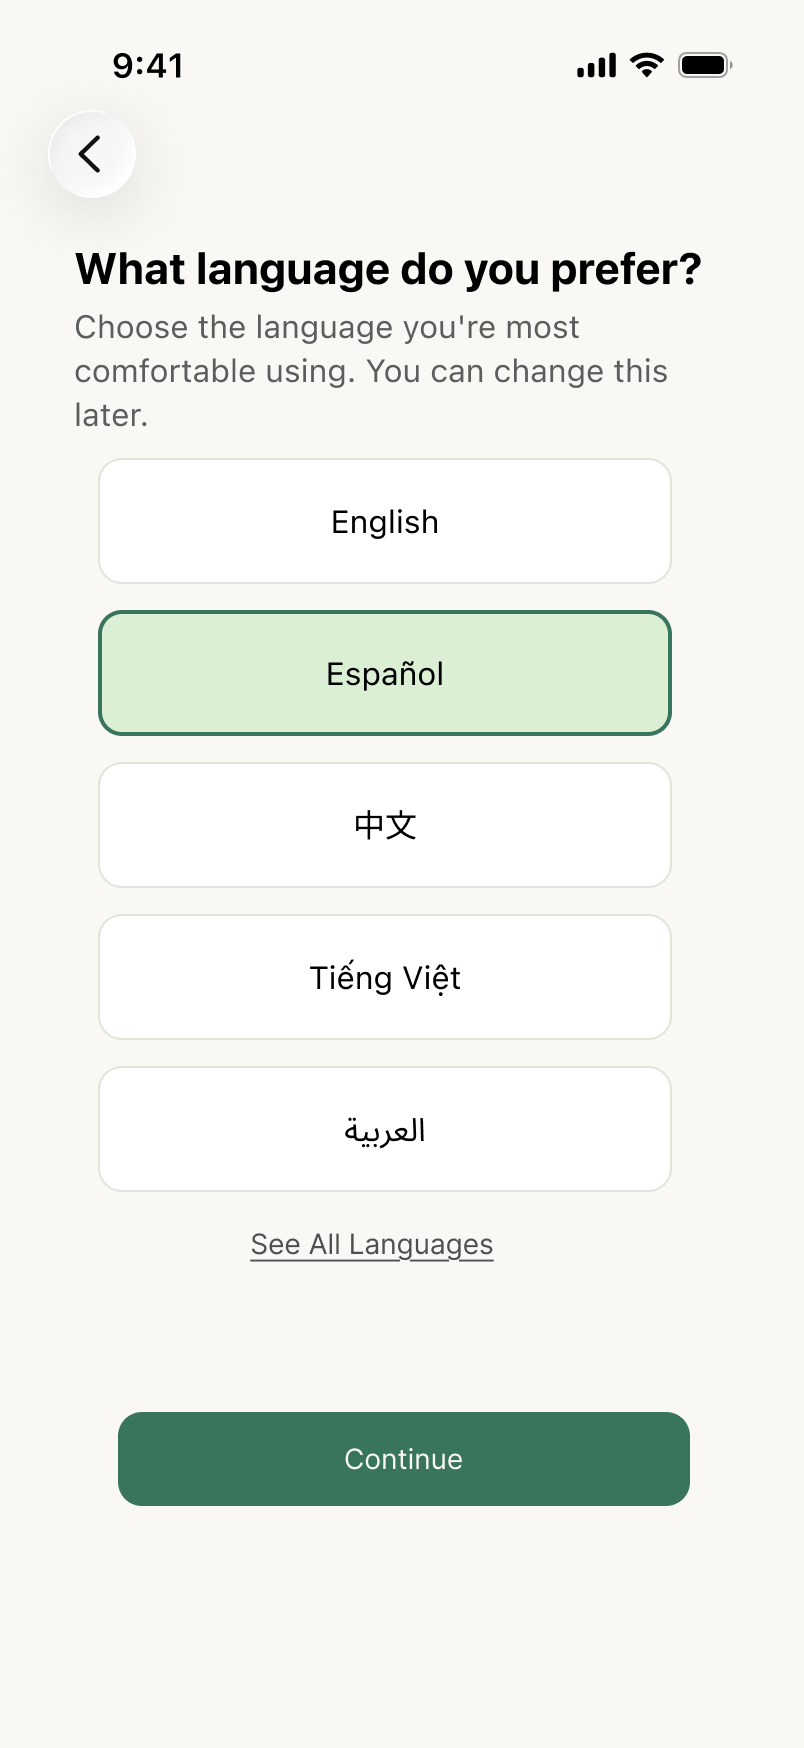 9:41
What language do you prefer?
Choose the language you're most
comfortable using. You can change this
later.
English
Español
中文
Tiếng Việt
العربية
See All Languages
Continue